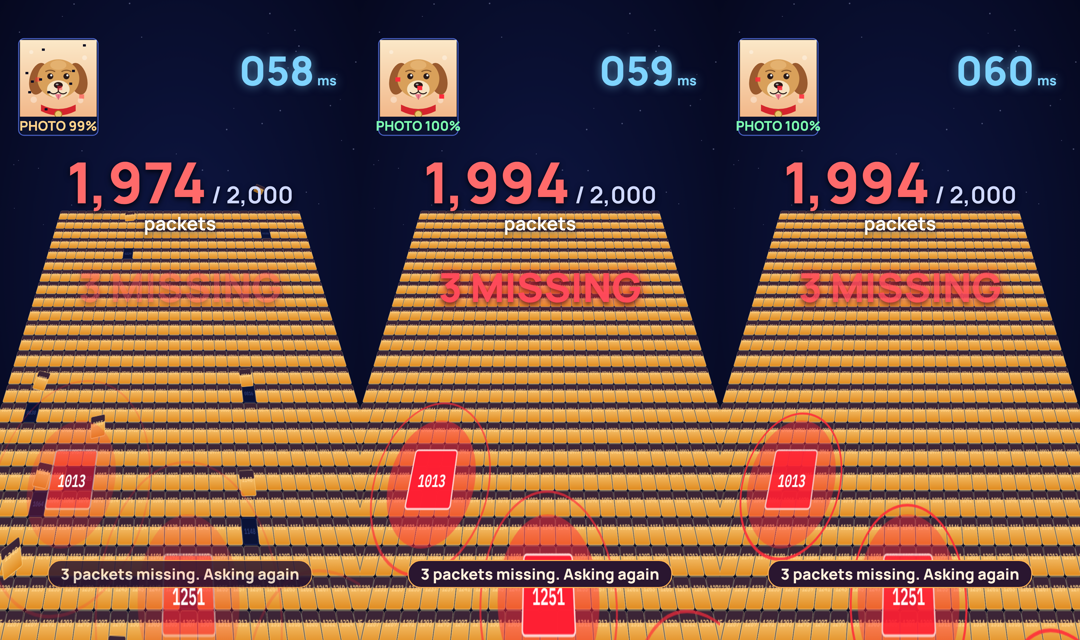 058 ms
PHOTO 99%
1,974 / 2,000
packets
3 MISSING
1013
3 packets missing. Asking again
1251
059 ms
PHOTO 100%
1,994 / 2,000
packets
3 MISSING
1013
3 packets missing. Asking again
1251
060 ms
PHOTO 100%
1,994 / 2,000
packets
3 MISSING
1013
3 packets missing. Asking again
1251